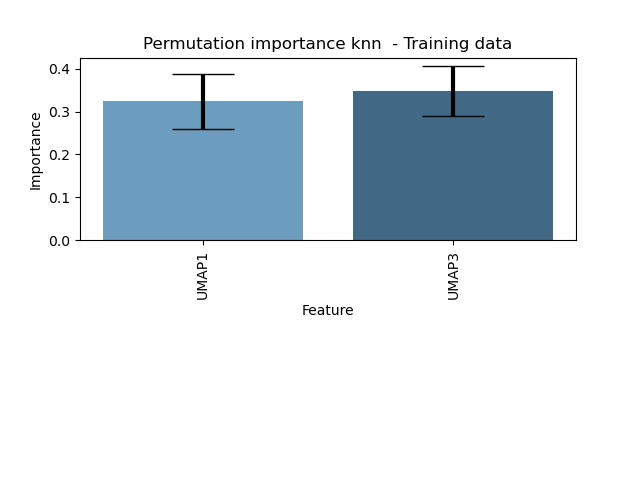 Permutation importance knn  - Training data
Importance
0.4
0.3
0.2
0.1
0.0
UMAP1
UMAP3
Feature